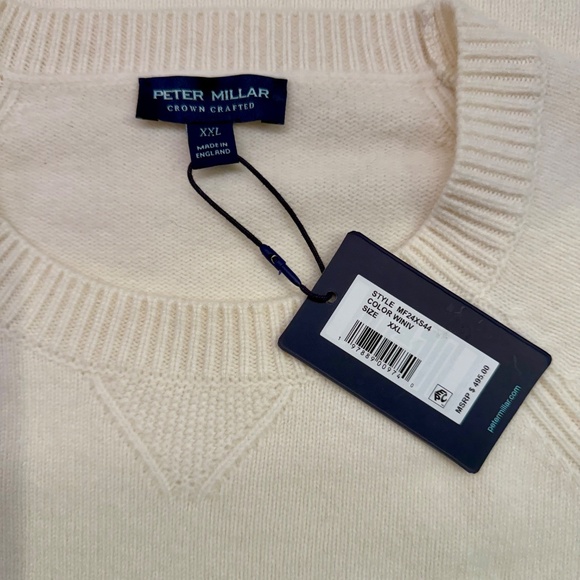 PETER MILLAR
CROWN CRAFTED
XXL
MADE IN
ENGLAND
STYLE MF24XS44
COLOR WINIV
SIZE XXL
MSRP $ 495.00
petermillar.com